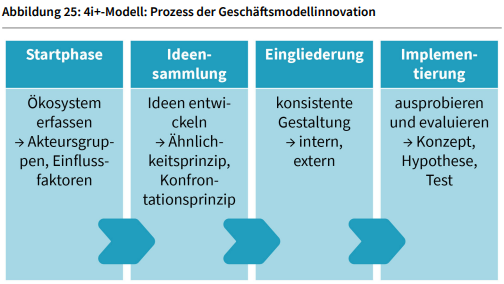 Abbildung 25: 4i+-Modell: Prozess der Geschäftsmodellinnovation
Startphase
Ökosystem
erfassen
→ Akteursgrup-
pen, Einfluss-
faktoren
Ideen-
sammlung
Ideen entwi-
ckeln
→ Ähnlich-
keitsprinzip,
Konfron-
tationsprinzip
Eingliederung
konsistente
Gestaltung
→ intern,
extern
Implemen-
tierung
ausprobieren
und evaluieren
→ Konzept,
Hypothese,
Test